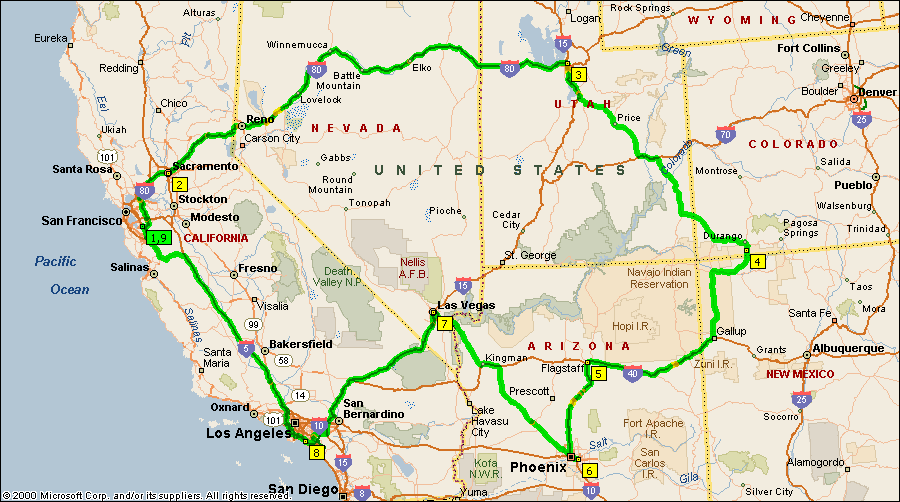 Eureka
Alturas
Pit
Redding
Eel
Chico
Ukiah
101
Santa Rosa
80
Sacramento
2
Stockton
San Francisco
Modesto
1,9
CALIFORNIA
Pacific
Ocean
Salinas
Fresno
Salinas
Visalia
99
5
Bakersfield
58
Santa
Maria
14
Oxnard
101
10
Los Angeles
San
Bernardino
8
15
San Diego
8
Winnemucca
80
Battle
Mountain
Lovelock
Elko
80
Reno
Carson City
NEVADA
Gabbs
Round
Mountain
Tonopah
Pioche
UNITED STATES
Death
Valley N.P.
Nellis
A.F.B.
15
Las Vegas
7
Logan
15
3
UTAH
Price
Cedar
City
St. George
Rock Springs
WYOMING
Cheyenne
Green
Fort Collins
Greeley
Boulder
Denver
25
70
COLORADO
Colorado
Montrose
Salida
Pueblo
Walsenburg
Durango
Pagosa
Springs
Trinidad
4
Navajo Indian
Reservation
Hopi I.R.
Taos
Mora
Santa Fe
Gallup
Grants
Albuquerque
Zuni I.R.
NEW MEXICO
25
Socorro
Alamogordo
Silver City
Kingman
ARIZONA
Flagstaff
5
40
Prescott
Lake
Havasu
City
Phoenix
6
Salt
Fort Apache
I.R.
San
Carlos
I.R.
Gila
Kofa
N.W.R.
Yuma
10
© 2000 Microsoft Corp. and/or its suppliers. All rights reserved.